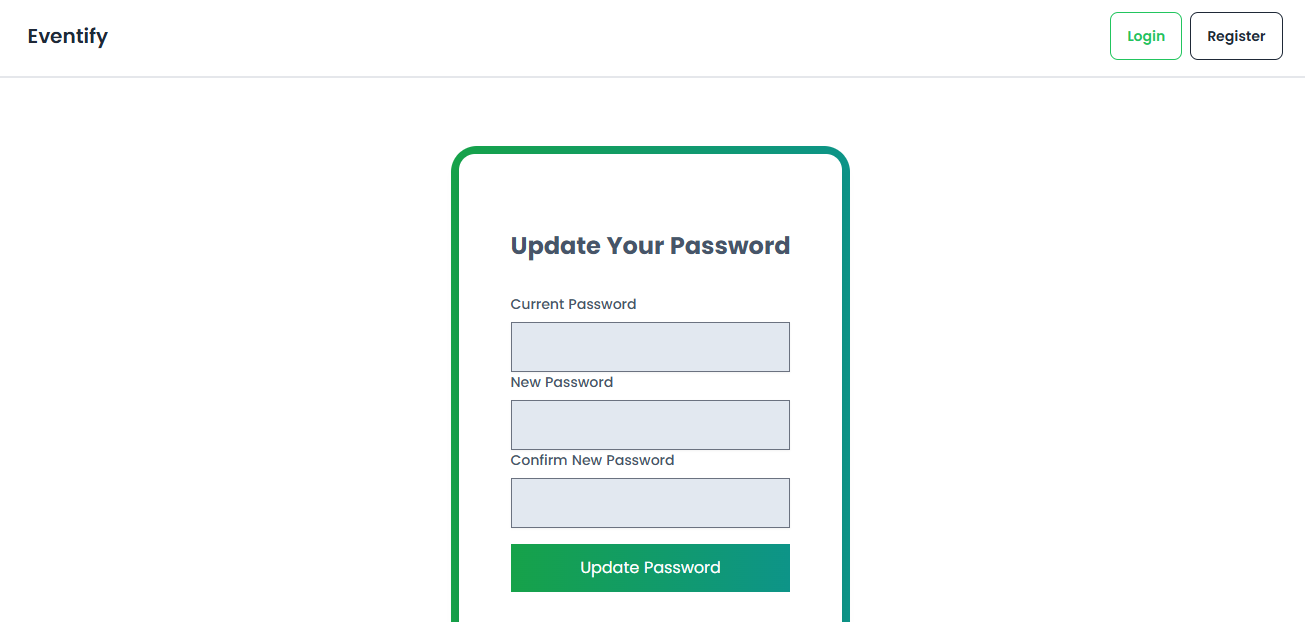 Eventify
Login
Register
Update Your Password
Current Password
New Password
Confirm New Password
Update Password